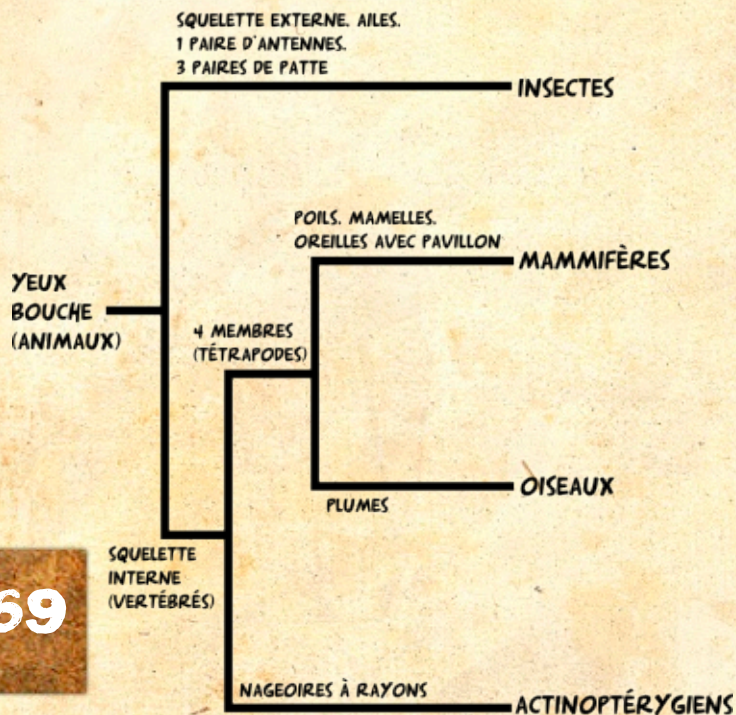 SQUELETTE EXTERNE. AILES.
1 PAIRE D'ANTENNES.
3 PAIRES DE PATTE
INSECTES
POILS. MAMELLES.
OREILLES AVEC PAVILLON
MAMMIFÈRES
YEUX
BOUCHE
(ANIMAUX)
4 MEMBRES
(TÉTRAPODES)
OISEAUX
PLUMES
SQUELETTE
INTERNE
(VERTÉBRÉS)
69
NAGEOIRES À RAYONS
ACTINOPTÉRYGIENS